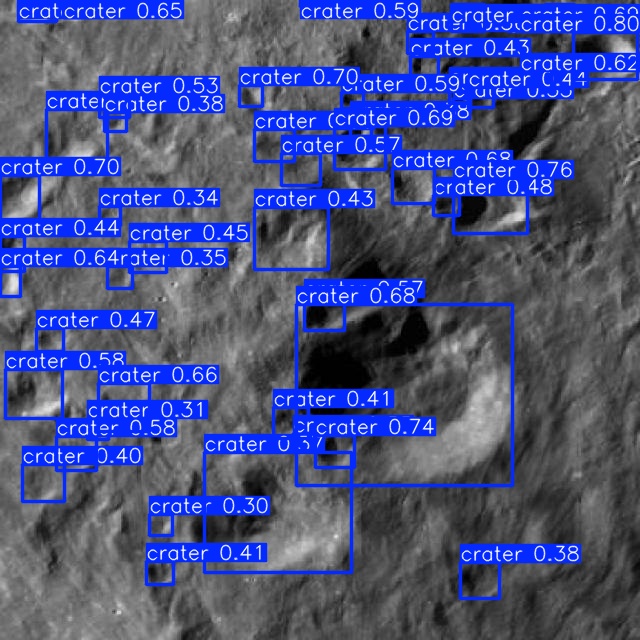 crater 0.65
crater 0.59
crater 0.80
crater 0.43
crater 0.62
crater 0.70
crater 0.59
crater 0.44
crater 0.53
crater 0.38
crater
crater 0.69
crater 0.57
crater 0.68
crater 0.76
crater 0.48
crater 0.70
crater 0.34
crater 0.43
crater 0.44
crater 0.45
crater 0.64
crater 0.35
crater 0.68
crater 0.47
crater 0.58
crater 0.66
crater 0.41
crater 0.31
crater 0.58
crater 0.74
crater 0.57
crater 0.40
crater 0.30
crater 0.41
crater 0.38